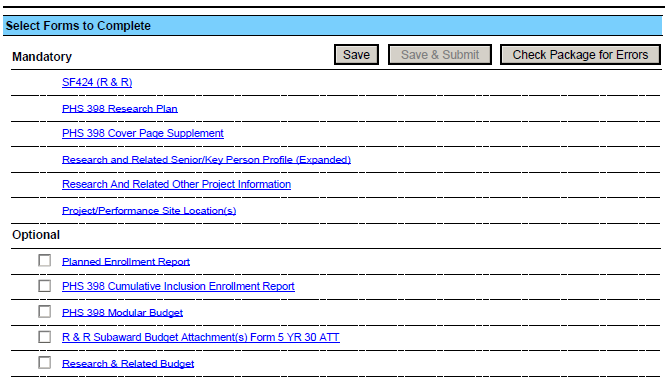 Select Forms to Complete
Mandatory Save Save & Submit Check Package for Errors
SF424 (R & R)
PHS 398 Research Plan
PHS 398 Cover Page Supplement
Research and Related Senior/Key Person Profile (Expanded)
Research And Related Other Project Information
Project/Performance Site Location(s)
Optional
Planned Enrollment Report
PHS 398 Cumulative Inclusion Enrollment Report
PHS 398 Modular Budget
R & R Subaward Budget Attachment(s) Form 5 YR 30 ATT
Research & Related Budget